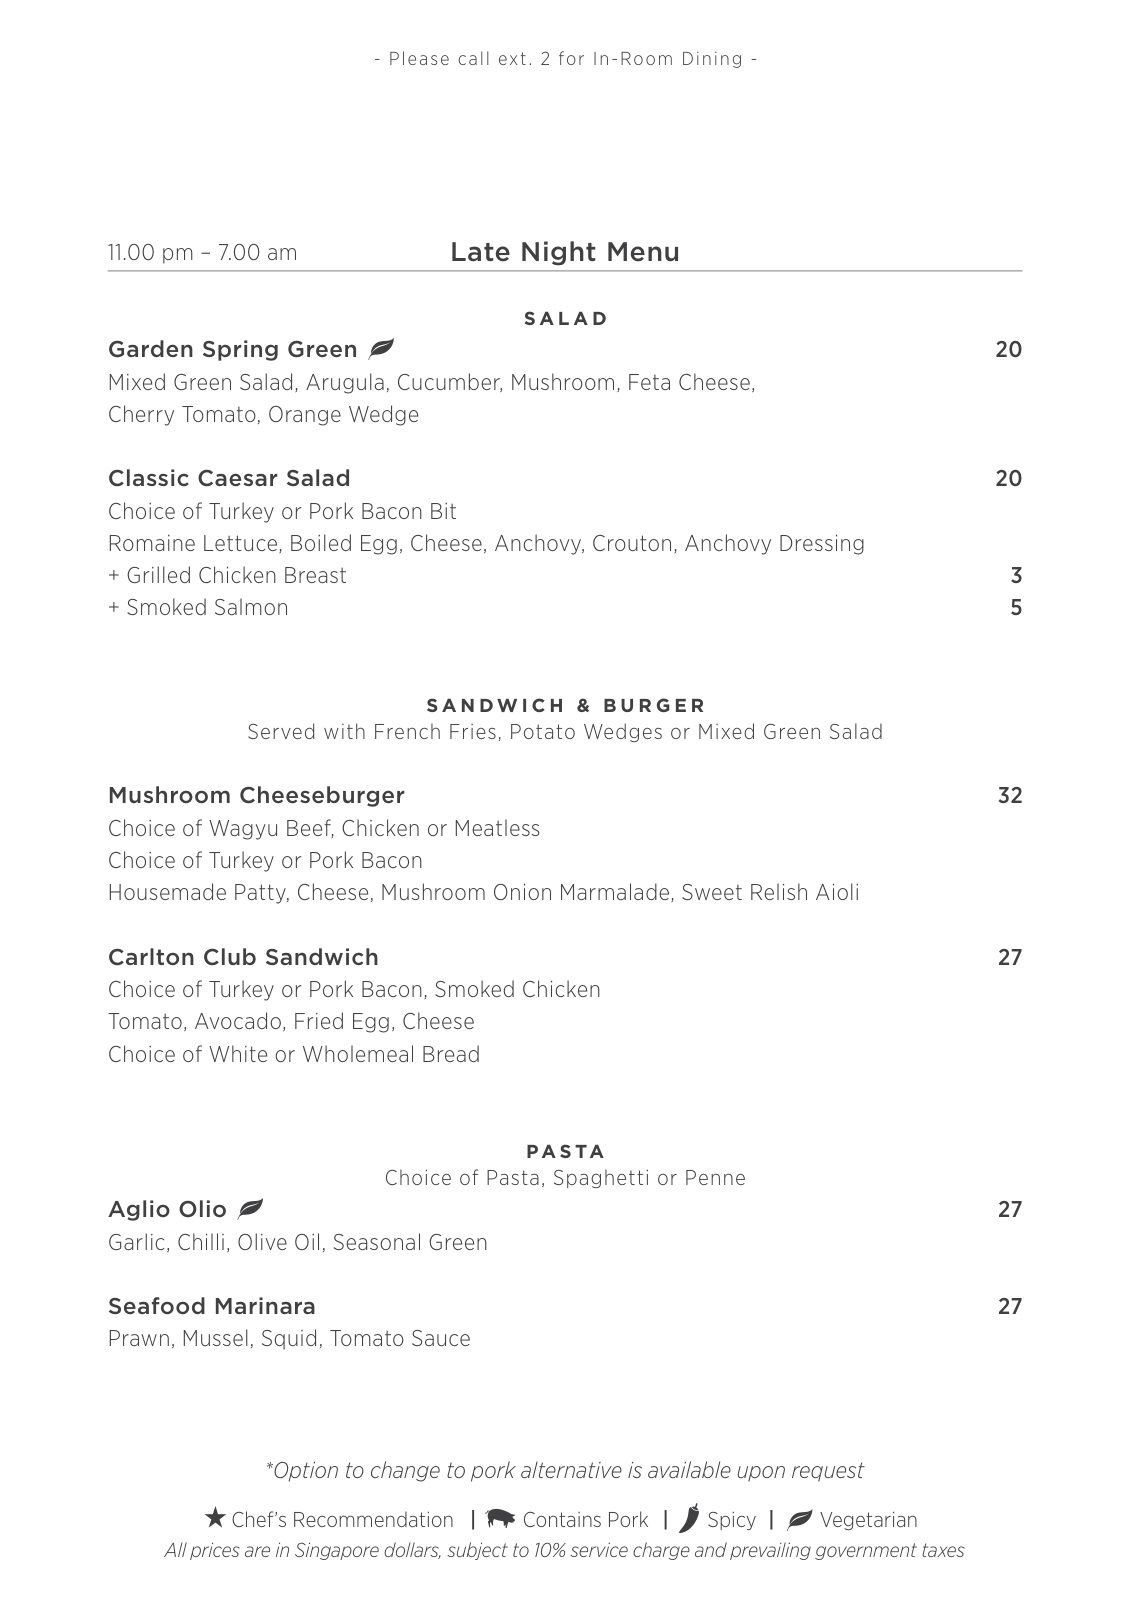 - Please call ext. 2 for In-Room Dining -
11.00 pm – 7.00 am Late Night Menu
SALAD
Garden Spring Green 20
Mixed Green Salad, Arugula, Cucumber, Mushroom, Feta Cheese,
Cherry Tomato, Orange Wedge
Classic Caesar Salad 20
Choice of Turkey or Pork Bacon Bit
Romaine Lettuce, Boiled Egg, Cheese, Anchovy, Crouton, Anchovy Dressing
+ Grilled Chicken Breast 3
+ Smoked Salmon 5
SANDWICH & BURGER
Served with French Fries, Potato Wedges or Mixed Green Salad
Mushroom Cheeseburger 32
Choice of Wagyu Beef, Chicken or Meatless
Choice of Turkey or Pork Bacon
Housemade Patty, Cheese, Mushroom Onion Marmalade, Sweet Relish Aioli
Carlton Club Sandwich 27
Choice of Turkey or Pork Bacon, Smoked Chicken
Tomato, Avocado, Fried Egg, Cheese
Choice of White or Wholemeal Bread
PASTA
Choice of Pasta, Spaghetti or Penne
Aglio Olio 27
Garlic, Chilli, Olive Oil, Seasonal Green
Seafood Marinara 27
Prawn, Mussel, Squid, Tomato Sauce
*Option to change to pork alternative is available upon request
★ Chef's Recommendation | Contains Pork | Spicy | Vegetarian
All prices are in Singapore dollars, subject to 10% service charge and prevailing government taxes